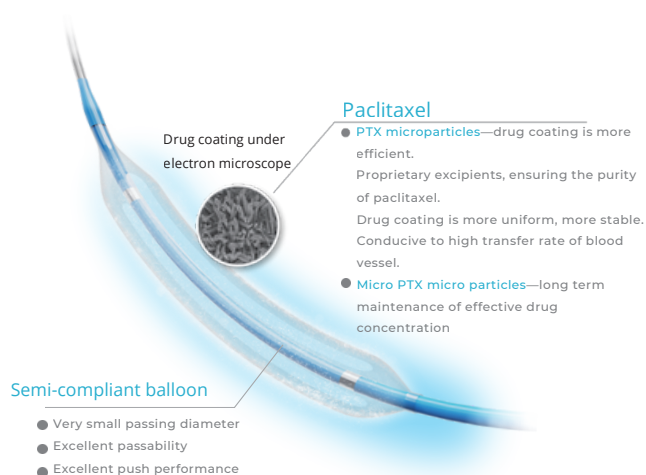 Paclitaxel
PTX microparticles—drug coating is more
efficient.
Proprietary excipients, ensuring the purity
of paclitaxel.
Drug coating is more uniform, more stable.
Conducive to high transfer rate of blood
vessel.
Micro PTX micro particles—long term
maintenance of effective drug
concentration
Drug coating under
electron microscope
Semi-compliant balloon
Very small passing diameter
Excellent passability
Excellent push performance